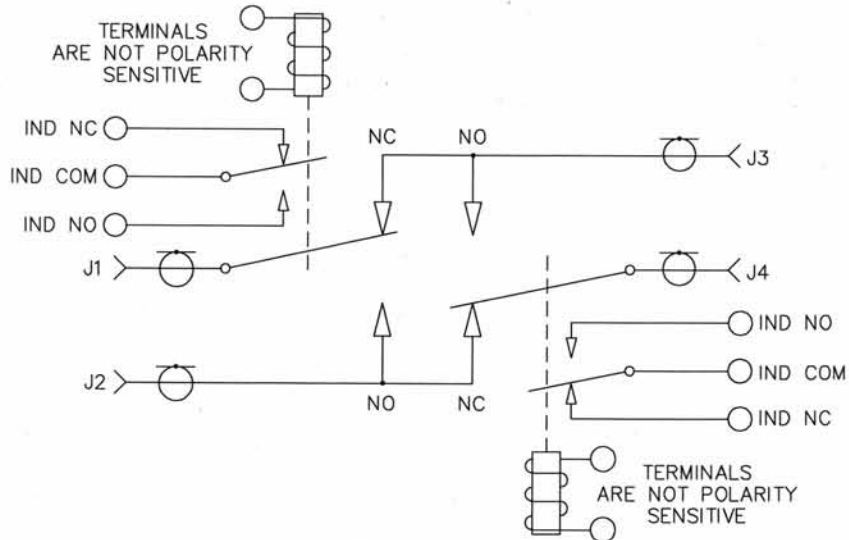 TERMINALS
ARE NOT POLARITY
SENSITIVE
IND NC
IND COM
IND NO
NC
NO
J1
J3
J4
J2
NO
NC
IND NO
IND COM
IND NC
TERMINALS
ARE NOT POLARITY
SENSITIVE